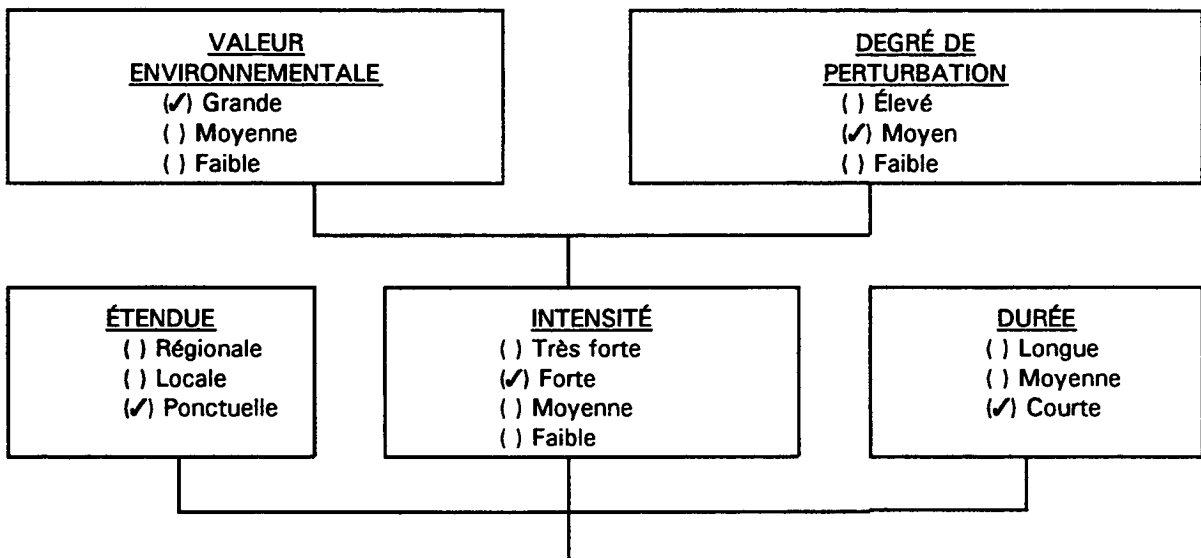 VALEUR
ENVIRONNEMENTALE
(✓) Grande
( ) Moyenne
( ) Faible
DEGRÉ DE
PERTURBATION
( ) Élevé
(✓) Moyen
( ) Faible
ÉTENDUE
( ) Régionale
( ) Locale
(✓) Ponctuelle
INTENSITÉ
( ) Très forte
(✓) Forte
( ) Moyenne
( ) Faible
DURÉE
( ) Longue
( ) Moyenne
(✓) Courte